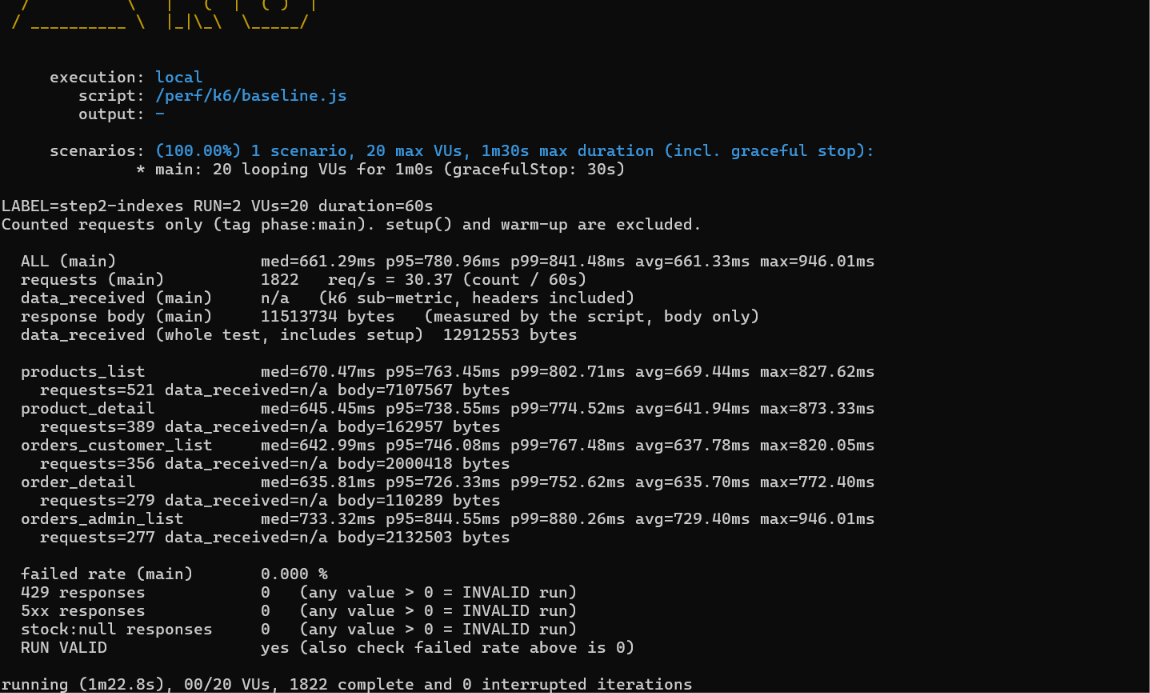 execution: local
script: /perf/k6/baseline.js
output: -
scenarios: (100.00%) 1 scenario, 20 max VUs, 1m30s max duration (incl. graceful stop):
* main: 20 looping VUs for 1m0s (gracefulStop: 30s)
LABEL=step2-indexes RUN=2 VUs=20 duration=60s
Counted requests only (tag phase:main). setup() and warm-up are excluded.
ALL (main) med=661.29ms p95=780.96ms p99=841.48ms avg=661.33ms max=946.01ms
requests (main) 1822 req/s = 30.37 (count / 60s)
data_received (main) n/a (k6 sub-metric, headers included)
response body (main) 11513734 bytes (measured by the script, body only)
data_received (whole test, includes setup) 12912553 bytes
products_list med=670.47ms p95=763.45ms p99=802.71ms avg=669.44ms max=827.62ms
requests=521 data_received=n/a body=7107567 bytes
product_detail med=645.45ms p95=738.55ms p99=774.52ms avg=641.94ms max=873.33ms
requests=389 data_received=n/a body=162957 bytes
orders_customer_list med=642.99ms p95=746.08ms p99=767.48ms avg=637.78ms max=820.05ms
requests=356 data_received=n/a body=2000418 bytes
order_detail med=635.81ms p95=726.33ms p99=752.62ms avg=635.70ms max=772.40ms
requests=279 data_received=n/a body=110289 bytes
orders_admin_list med=733.32ms p95=844.55ms p99=880.26ms avg=729.40ms max=946.01ms
requests=277 data_received=n/a body=2132503 bytes
failed rate (main) 0.000 %
429 responses 0 (any value > 0 = INVALID run)
5xx responses 0 (any value > 0 = INVALID run)
stock:null responses 0 (any value > 0 = INVALID run)
RUN VALID yes (also check failed rate above is 0)
running (1m22.8s), 00/20 VUs, 1822 complete and 0 interrupted iterations